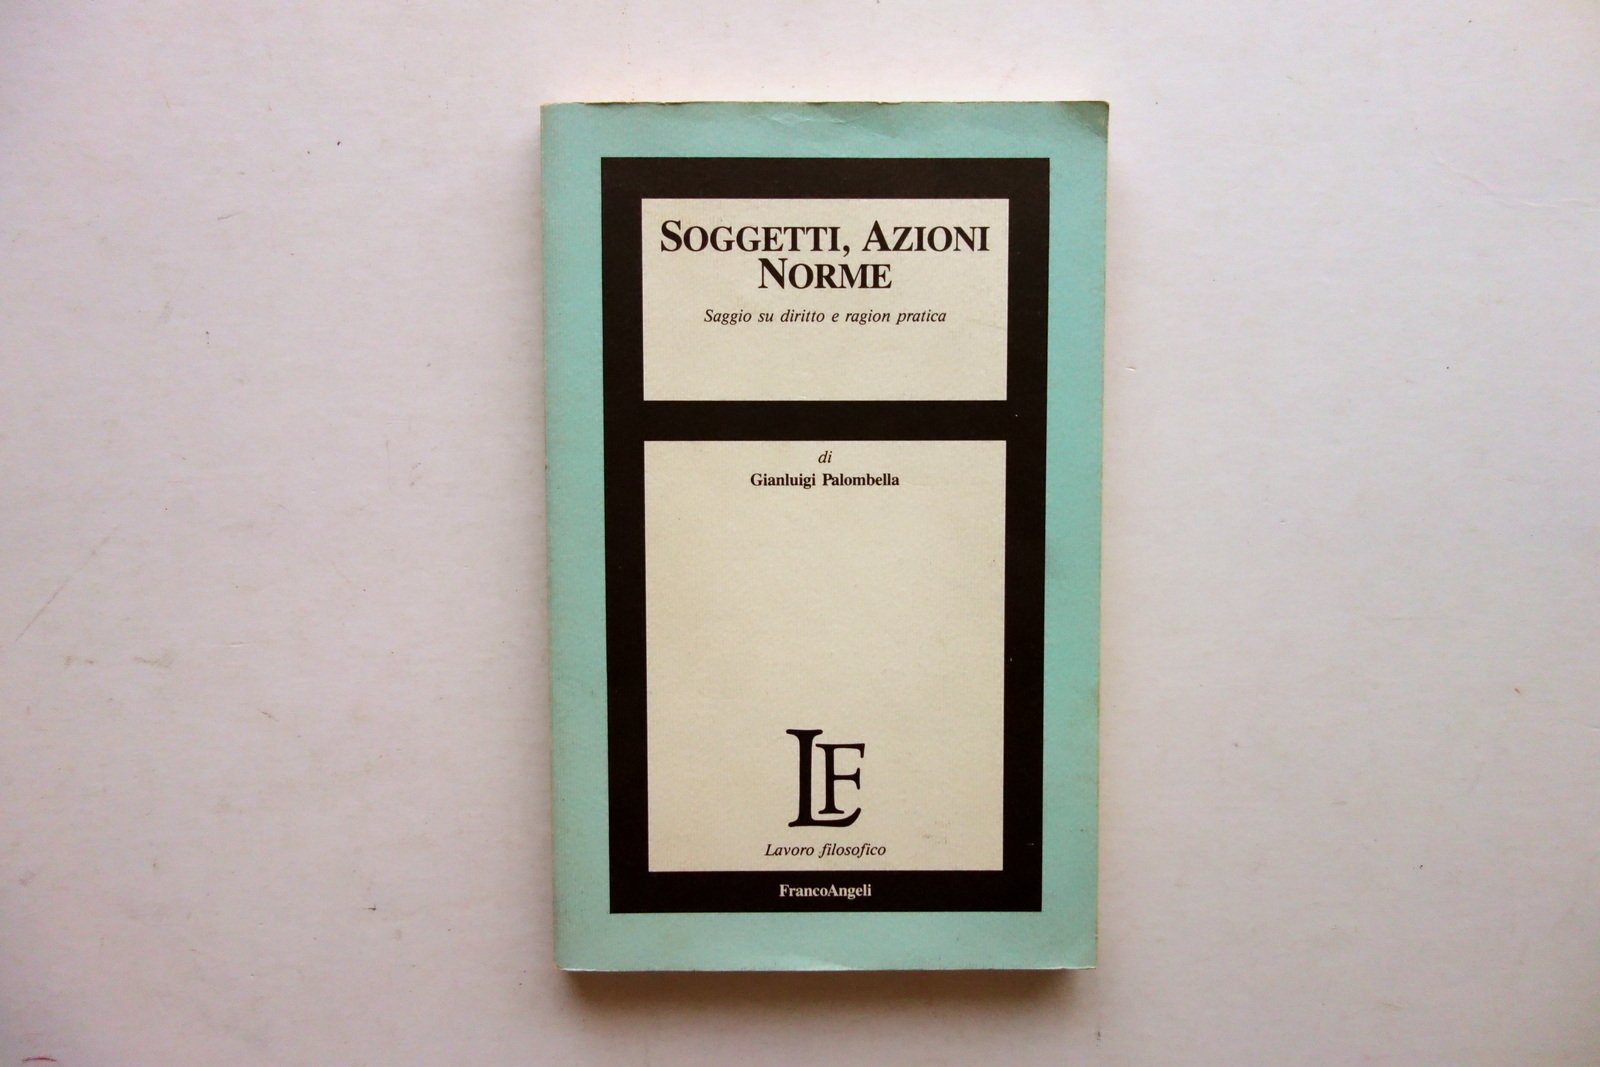 SOGGETTI, AZIONI
NORME
Saggio su diritto e ragion pratica
di
Gianluigi Palombella
LF
Lavoro filosofico
FrancoAngeli